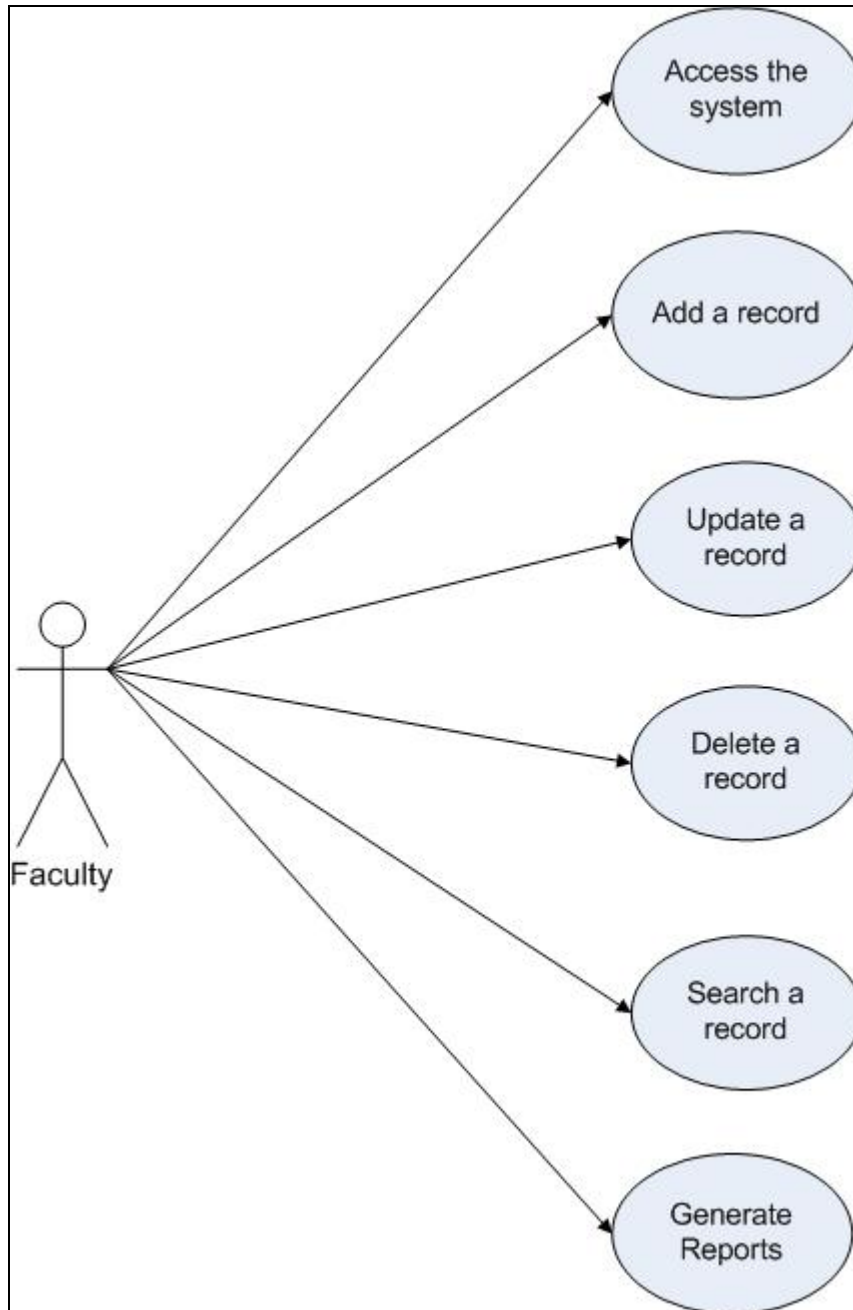 Access the
system
Add a record
Update a
record
Delete a
record
Faculty
Search a
record
Generate
Reports